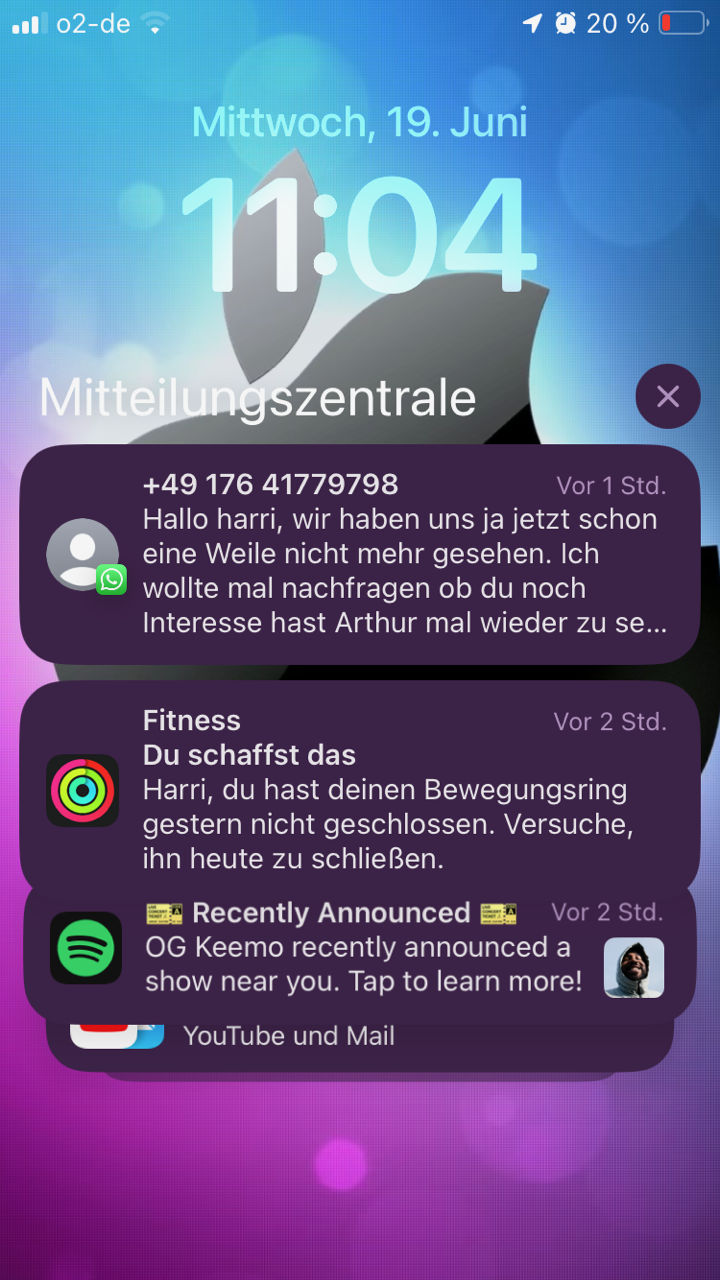 o2-de 20 %
Mittwoch, 19. Juni
11:04
Mitteilungszentrale
+49 176 41779798 Vor 1 Std.
Hallo harri, wir haben uns ja jetzt schon
eine Weile nicht mehr gesehen. Ich
wollte mal nachfragen ob du noch
Interesse hast Arthur mal wieder zu se...
Fitness Vor 2 Std.
Du schaffst das
Harri, du hast deinen Bewegungsring
gestern nicht geschlossen. Versuche,
ihn heute zu schließen.
🎫 Recently Announced 🎫 Vor 2 Std.
OG Keemo recently announced a
show near you. Tap to learn more!
YouTube und Mail